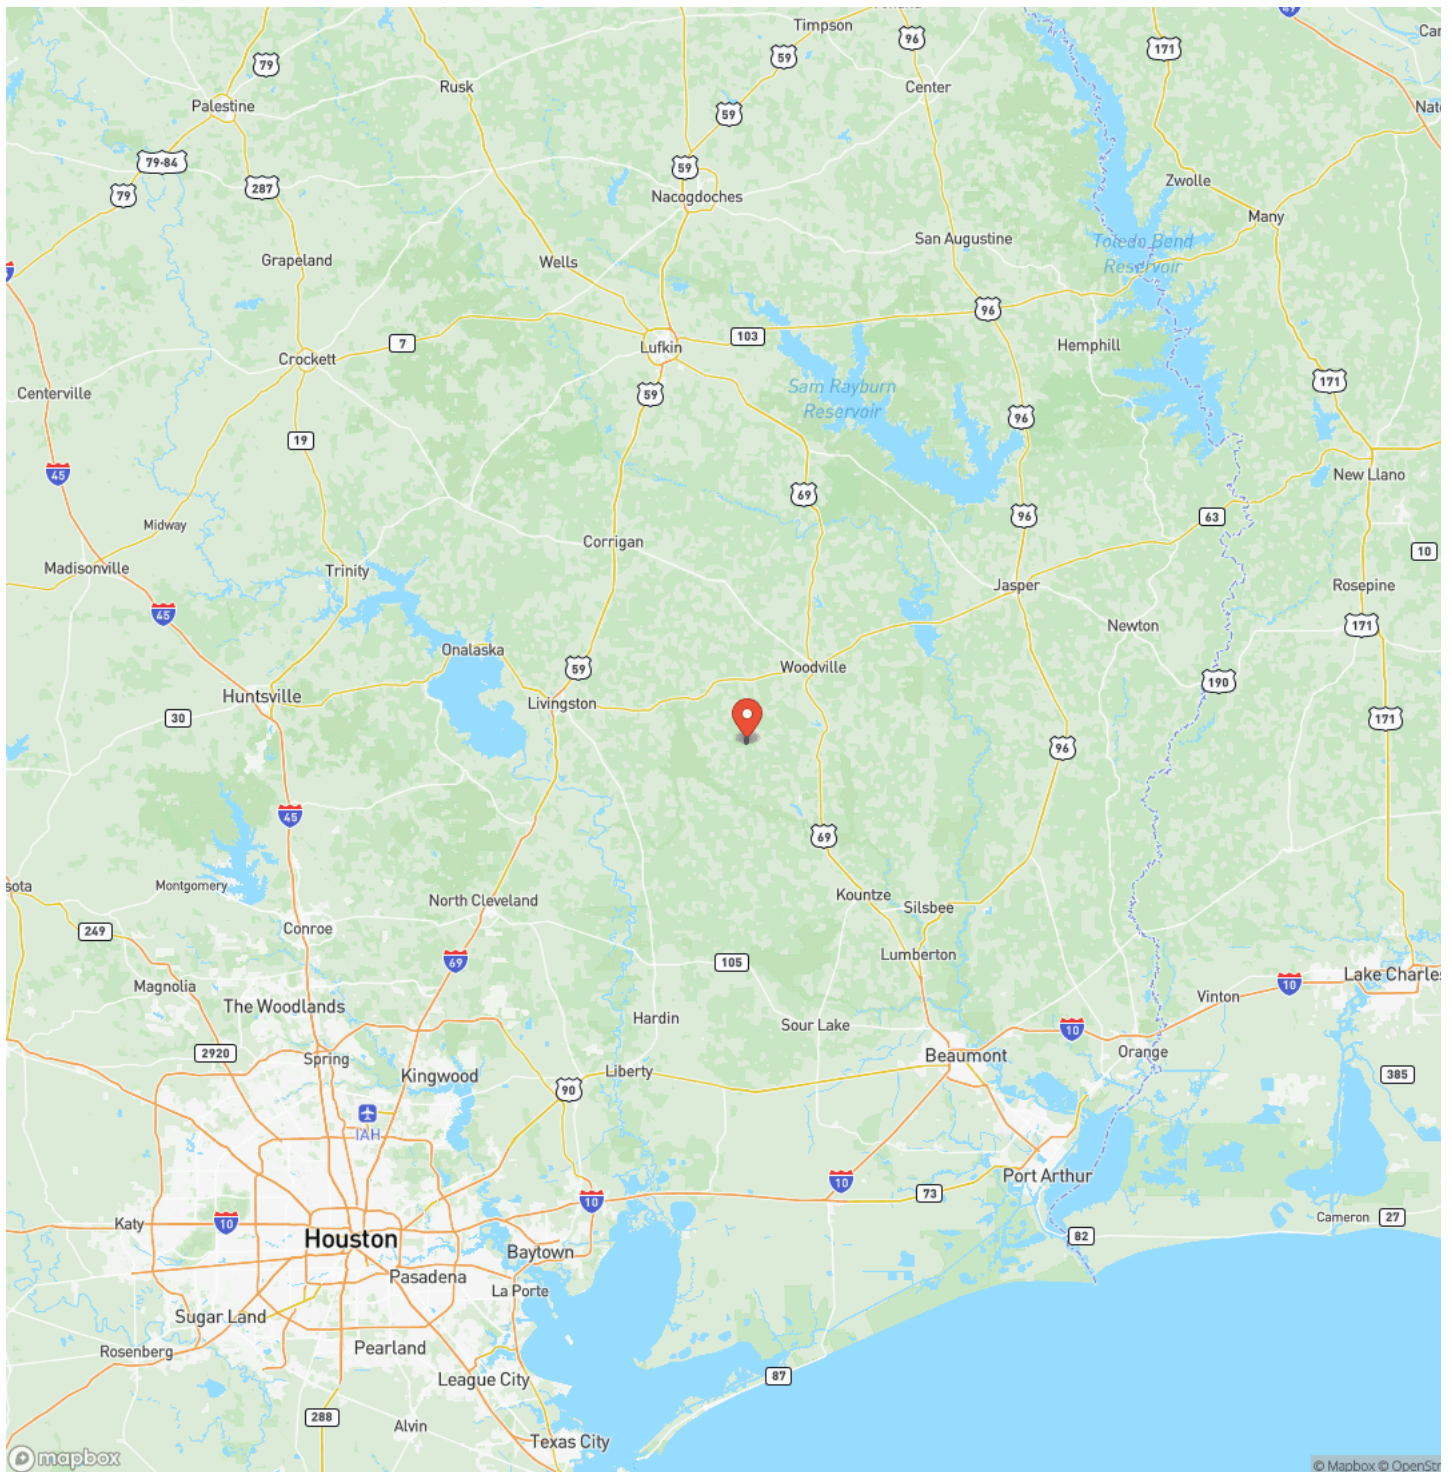 Timpson
49
96
171
Car
59
79
Rusk
Center
Palestine
Nato
59
79-84
59
Zwolle
287
79
Nacogdoches
Many
San Augustine
Toledo Bend
Reservoir
Grapeland
Wells
96
103
7
Lufkin
Hemphill
Crockett
Sam Rayburn
Reservoir
171
Centerville
59
96
19
45
New Llano
69
96
63
Midway
Corrigan
10
Madisonville
Trinity
Jasper
Rosepine
45
Newton
171
Onalaska
59
Woodville
190
Huntsville
Livingston
30
171
96
45
69
sota
Montgomery
North Cleveland
Kountze
Silsbee
249
Conroe
69
105
Lumberton
Lake Charles
Magnolia
10
Vinton
The Woodlands
Hardin
Sour Lake
10
2920
Spring
Beaumont
Orange
Kingwood
Liberty
385
90
IAH
Port Arthur
10
73
10
Katy
10
Cameron
27
Houston
82
Baytown
Pasadena
La Porte
Sugar Land
Pearland
Rosenberg
League City
87
288
Alvin
Texas City
mapbox
© Mapbox © OpenStr